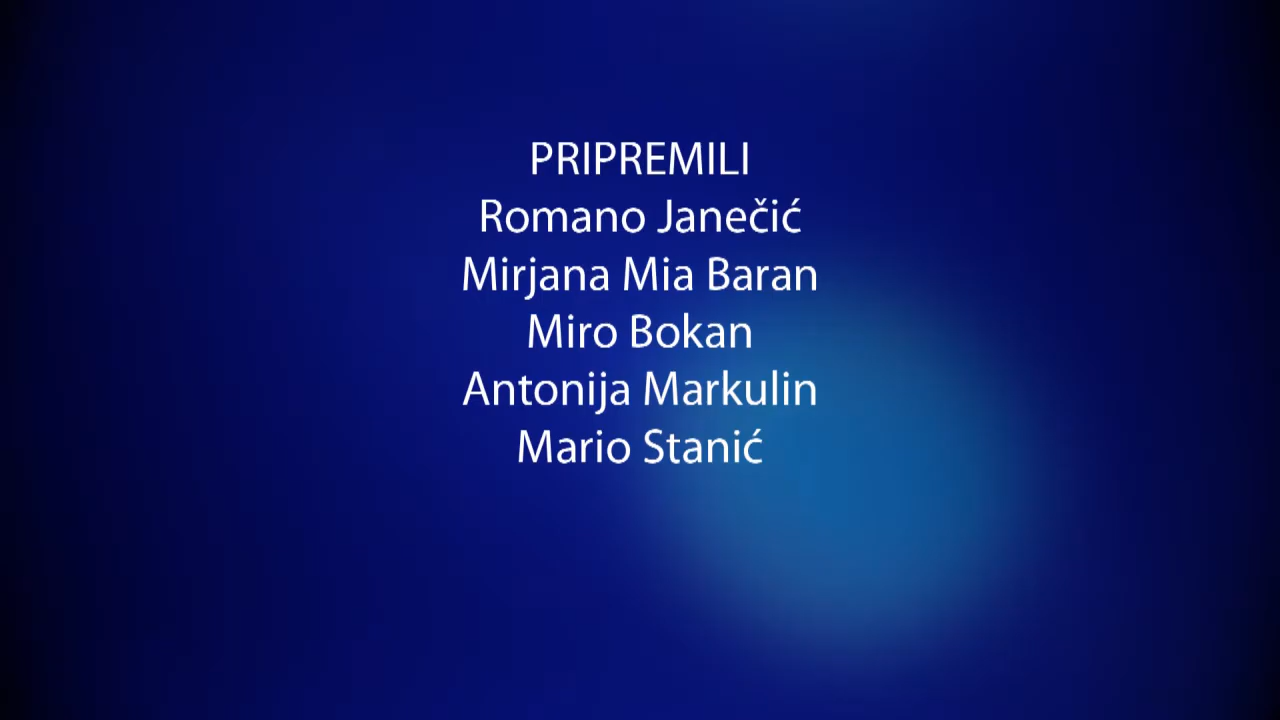 PRIPREMILI
Romano Janečić
Mirjana Mia Baran
Miro Bokan
Antonija Markulin
Mario Stanić